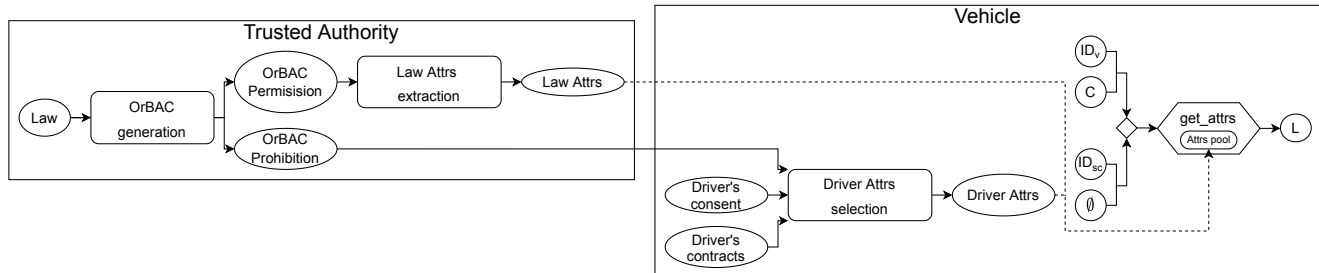 Trusted Authority
Law
OrBAC
generation
OrBAC
Permisision
Law Attrs
extraction
Law Attrs
OrBAC
Prohibition
Vehicle
Driver's
consent
Driver's
contracts
Driver Attrs
selection
Driver Attrs
IDv
C
IDsc
∅
get_attrs
Attrs pool
L